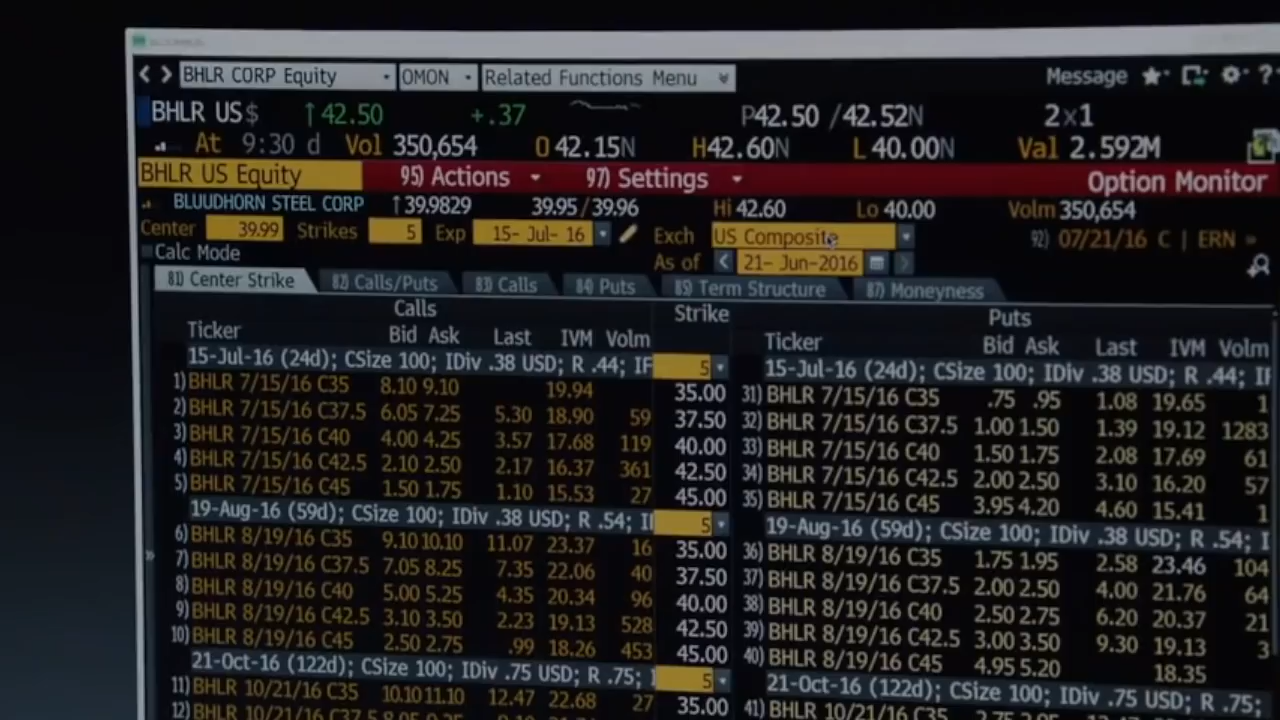 BHLR CORP Equity OMON Related Functions Menu Message ?
BHLR US $ ↑42.50 +.37 P42.50 /42.52N 2x1
At 9:30 d Vol 350,654 O 42.15N H42.60N L 40.00N Val 2.592M
BHLR US Equity 95) Actions 97) Settings Option Monitor
BLUUDHORN STEEL CORP ↑39.9829 39.95/39.96 Hi 42.60 Lo 40.00 Volm 350,654
Center 39.99 Strikes 5 Exp 15-Jul-16 Exch US Composite 92) 07/21/16 C | ERN »
Calc Mode As of < 21-Jun-2016 >
81) Center Strike 82) Calls/Puts 83) Calls 84) Puts 85) Term Structure 87) Moneyness
Calls Strike Puts
Ticker Bid Ask Last IVM Volm Ticker Bid Ask Last IVM Volm
15-Jul-16 (24d); CSize 100; IDiv .38 USD; R .44; IF 5 15-Jul-16 (24d); CSize 100; IDiv .38 USD; R .44; IF
1) BHLR 7/15/16 C35 8.10 9.10 19.94 35.00 31) BHLR 7/15/16 C35 .75 .95 1.08 19.65 1
2) BHLR 7/15/16 C37.5 6.05 7.25 5.30 18.90 59 37.50 32) BHLR 7/15/16 C37.5 1.00 1.50 1.39 19.12 1283
3) BHLR 7/15/16 C40 4.00 4.25 3.57 17.68 119 40.00 33) BHLR 7/15/16 C40 1.50 1.75 2.08 17.69 61
4) BHLR 7/15/16 C42.5 2.10 2.50 2.17 16.37 361 42.50 34) BHLR 7/15/16 C42.5 2.00 2.50 3.10 16.20 57
5) BHLR 7/15/16 C45 1.50 1.75 1.10 15.53 27 45.00 35) BHLR 7/15/16 C45 3.95 4.20 4.60 15.41 1
19-Aug-16 (59d); CSize 100; IDiv .38 USD; R .54; I 5 19-Aug-16 (59d); CSize 100; IDiv .38 USD; R .54; I
6) BHLR 8/19/16 C35 9.10 10.10 11.07 23.37 16 35.00 36) BHLR 8/19/16 C35 1.75 1.95 2.58 23.46 104
7) BHLR 8/19/16 C37.5 7.05 8.25 7.35 22.06 40 37.50 37) BHLR 8/19/16 C37.5 2.00 2.50 4.00 21.76 64
8) BHLR 8/19/16 C40 5.00 5.25 4.35 20.34 96 40.00 38) BHLR 8/19/16 C40 2.50 2.75 6.20 20.37 21
9) BHLR 8/19/16 C42.5 3.10 3.50 2.23 19.13 528 42.50 39) BHLR 8/19/16 C42.5 3.00 3.50 9.30 19.13 3
10) BHLR 8/19/16 C45 2.50 2.75 .99 18.26 453 45.00 40) BHLR 8/19/16 C45 4.95 5.20 18.35
21-Oct-16 (122d); CSize 100; IDiv .75 USD; R .75; 5 21-Oct-16 (122d); CSize 100; IDiv .75 USD; R .75;
11) BHLR 10/21/16 C35 10.10 11.10 12.47 22.68 27 35.00 41) BHLR 10/21/16 C35
12) BHLR 10/21/16 C37.5